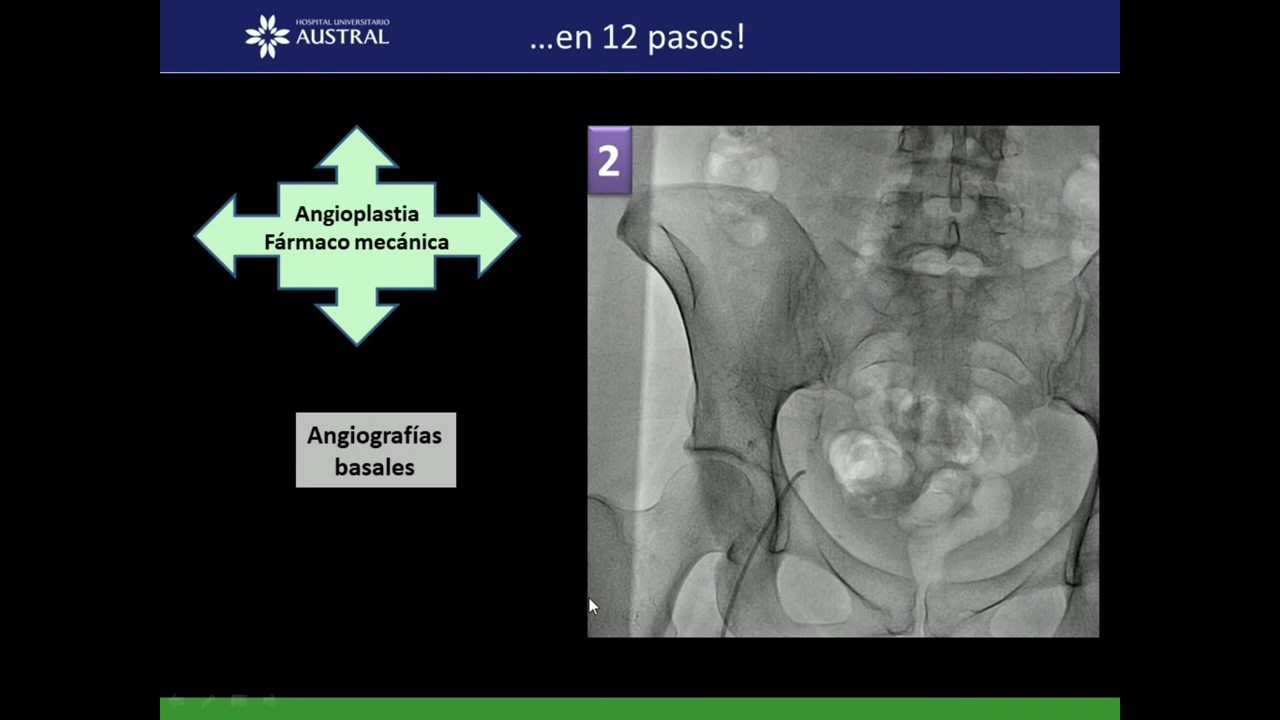 HOSPITAL UNIVERSITARIO
AUSTRAL
...en 12 pasos!
Angioplastia
Fármaco mecánica
2
Angiografías
basales